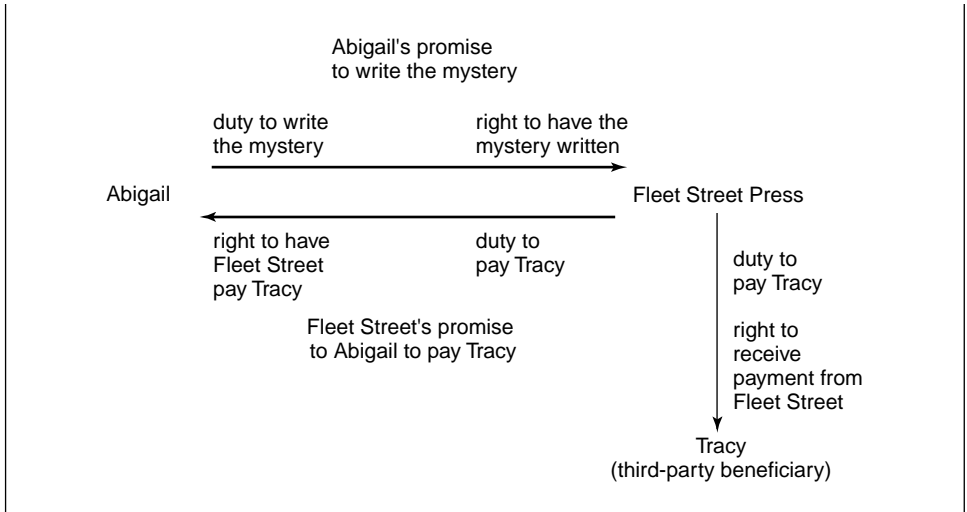 Abigail's promise
to write the mystery
duty to write
the mystery
right to have the
mystery written
Abigail
Fleet Street Press
right to have
Fleet Street
pay Tracy
duty to
pay Tracy
duty to
pay Tracy
Fleet Street's promise
to Abigail to pay Tracy
right to
receive
payment from
Fleet Street
Tracy
(third-party beneficiary)